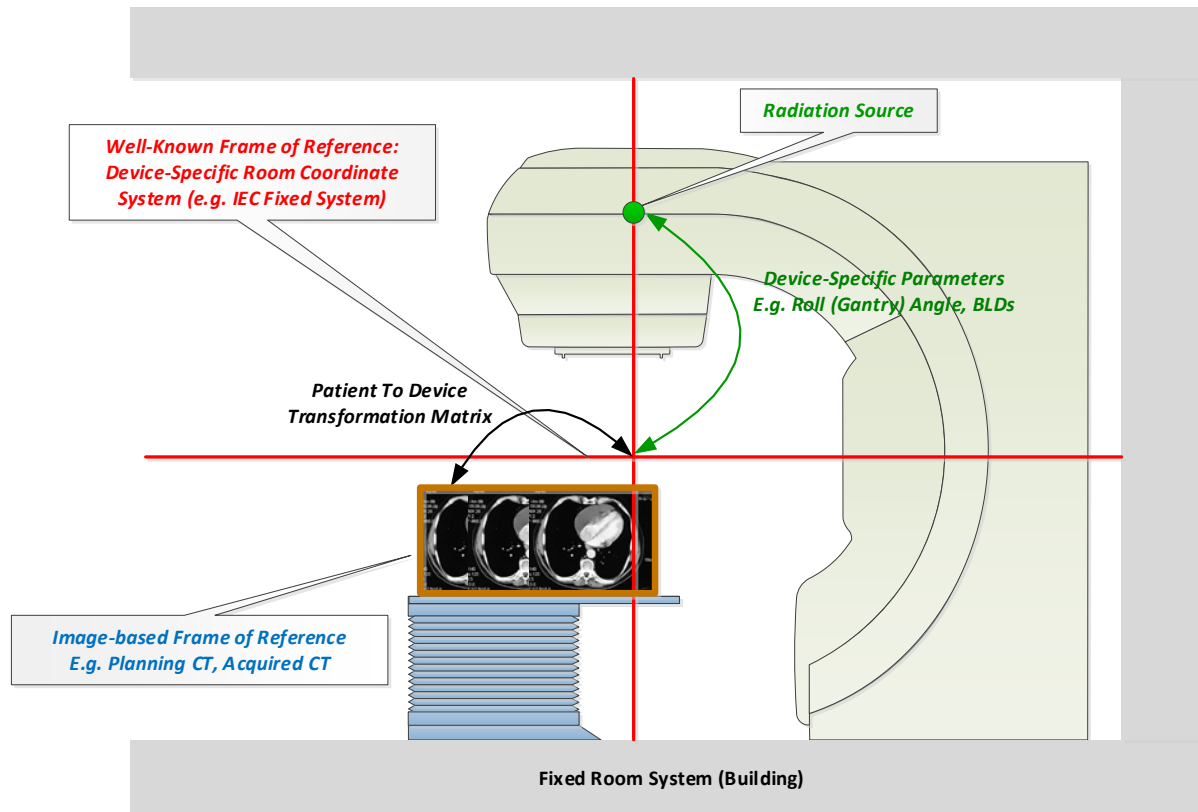 Radiation Source
Well-Known Frame of Reference:
Device-Specific Room Coordinate
System (e.g. IEC Fixed System)
Device-Specific Parameters
E.g. Roll (Gantry) Angle, BLDs
Patient To Device
Transformation Matrix
Image-based Frame of Reference
E.g. Planning CT, Acquired CT
Fixed Room System (Building)